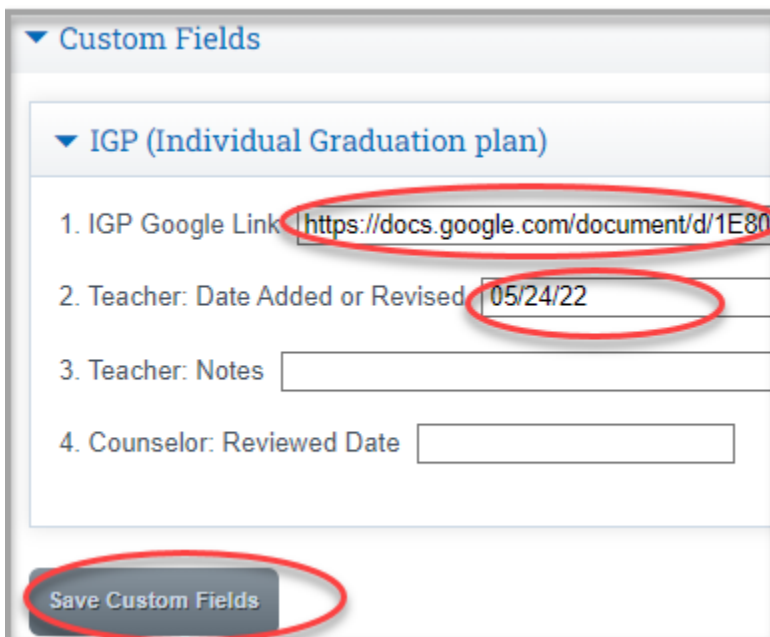 Custom Fields
IGP (Individual Graduation plan)
1. IGP Google Link https://docs.google.com/document/d/1E80
2. Teacher: Date Added or Revised 05/24/22
3. Teacher: Notes
4. Counselor: Reviewed Date
Save Custom Fields